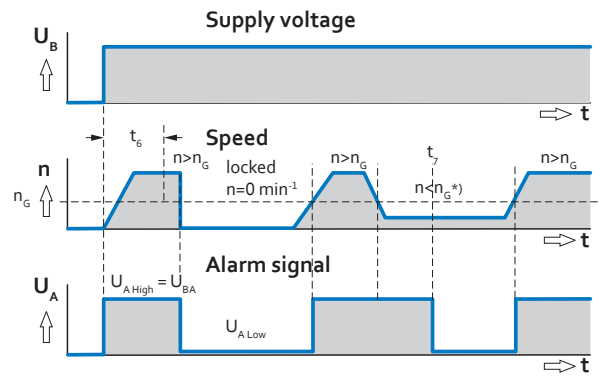 Supply voltage
U_B
t
t_6
Speed
n
n_G
n>n_G
locked
n=0 min⁻¹
n>n_G
t_7
n<n_G*)
n>n_G
t
Alarm signal
U_A
U_A High = U_BA
U_A Low
t